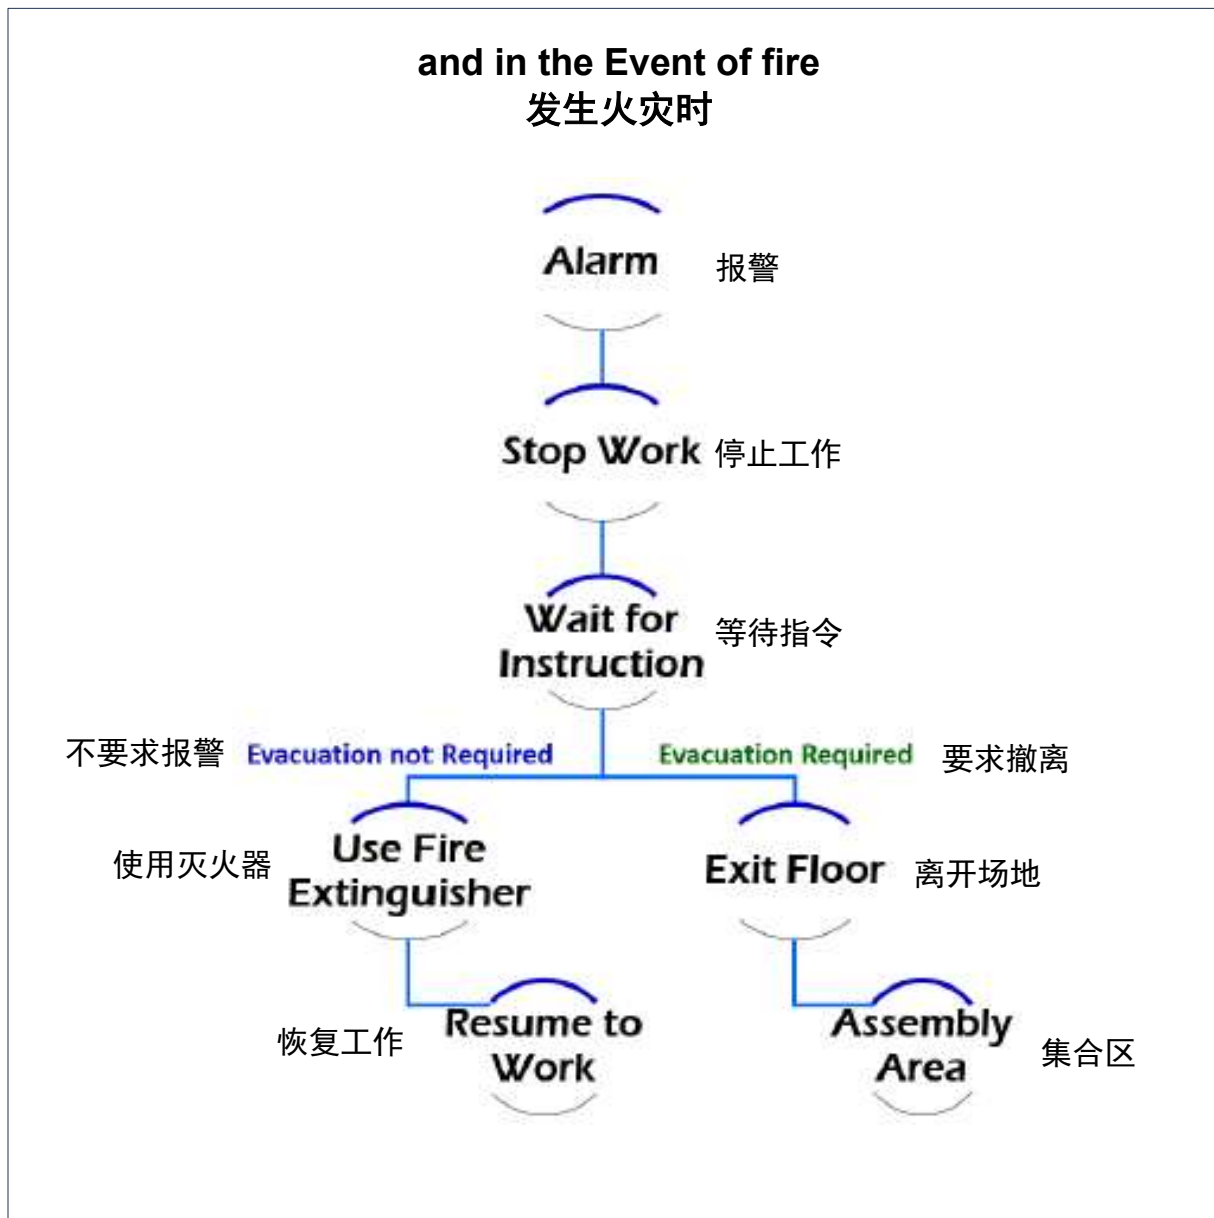 and in the Event of fire
发生火灾时
Alarm
报警
Stop Work
停止工作
Wait for
Instruction
等待指令
不要求报警
Evacuation not Required
Evacuation Required
要求撤离
使用灭火器
Use Fire
Extinguisher
Exit Floor
离开场地
恢复工作
Resume to
Work
Assembly
Area
集合区